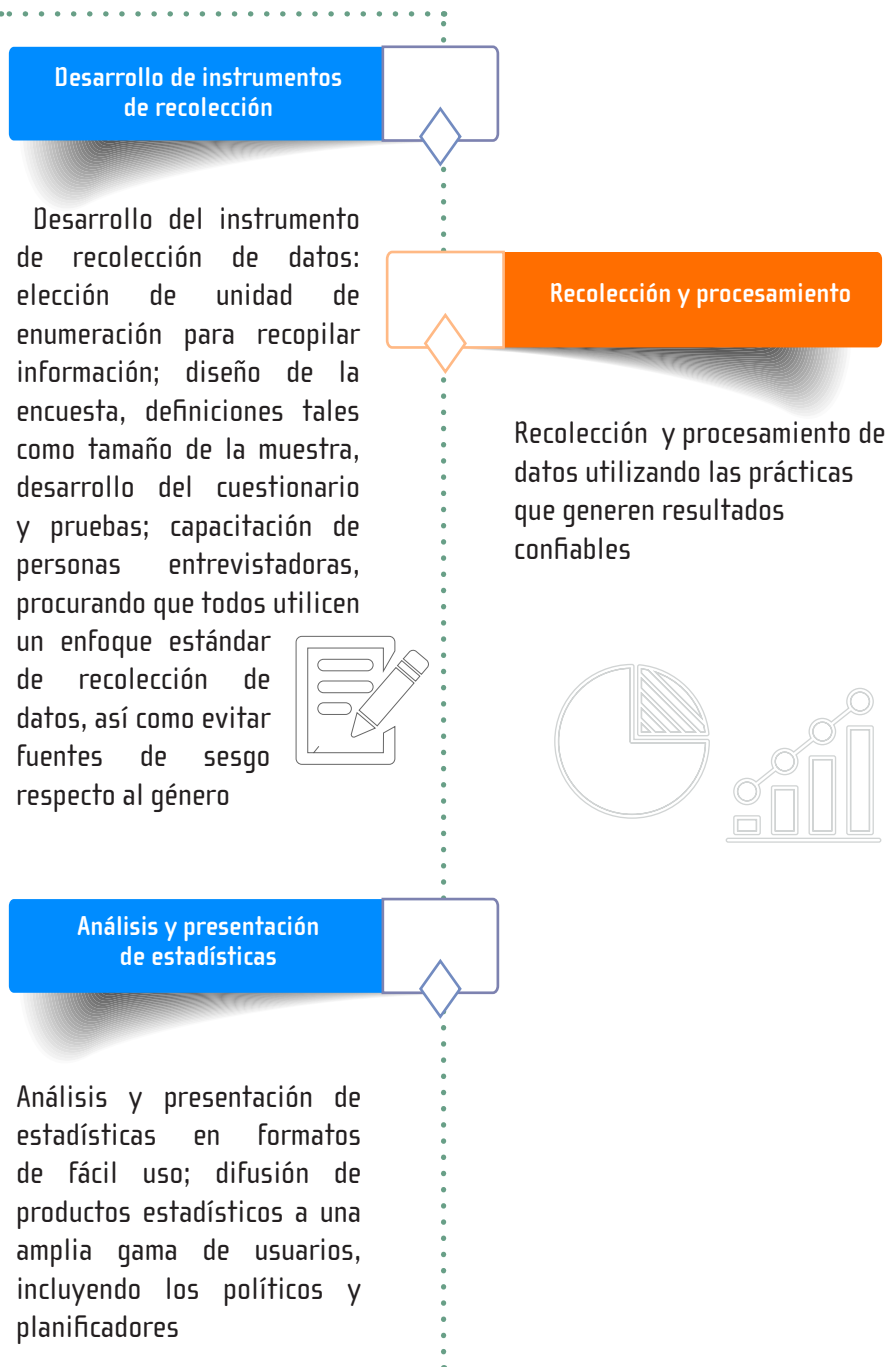 Desarrollo de instrumentos
de recolección
Desarrollo del instrumento
de recolección de datos:
elección de unidad de
enumeración para recopilar
información; diseño de la
encuesta, definiciones tales
como tamaño de la muestra,
desarrollo del cuestionario
y pruebas; capacitación de
personas entrevistadoras,
procurando que todos utilicen
un enfoque estándar
de recolección de
datos, así como evitar
fuentes de sesgo
respecto al género
Recolección y procesamiento
Recolección y procesamiento de
datos utilizando las prácticas
que generen resultados
confiables
Análisis y presentación
de estadísticas
Análisis y presentación de
estadísticas en formatos
de fácil uso; difusión de
productos estadísticos a una
amplia gama de usuarios,
incluyendo los políticos y
planificadores